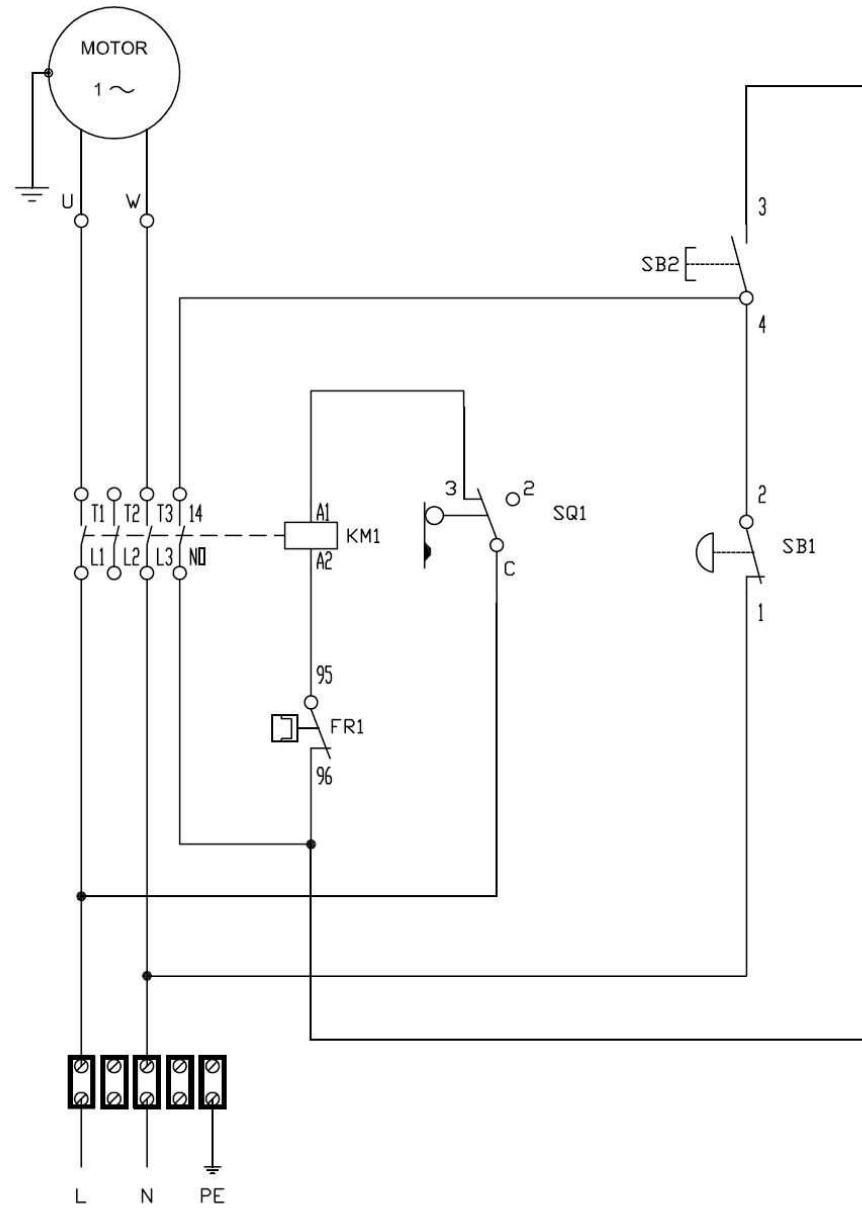 MOTOR
1 ~
U W
3
SB2
4
3 2
SQ1
2
T1 T2 T3 14
A1
KM1
SB1
L1 L2 L3 NO
A2
C
1
95
FR1
96
L N PE